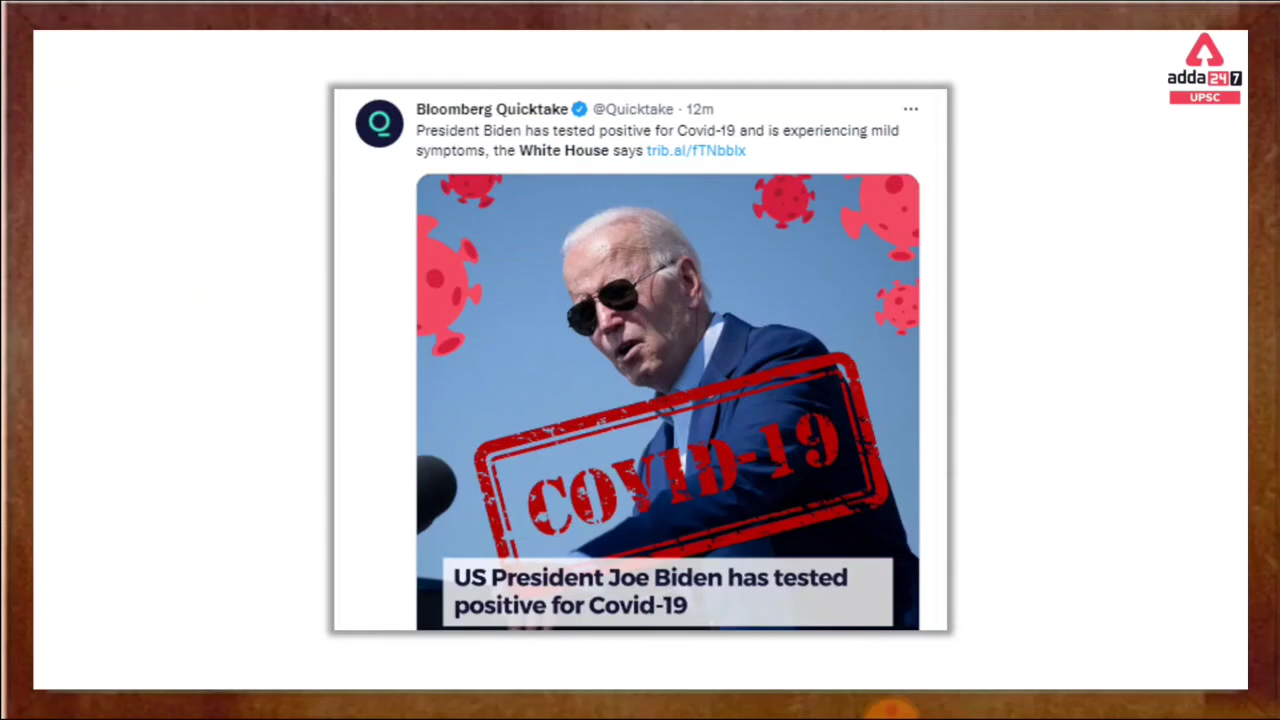 adda247
UPSC
Bloomberg Quicktake @Quicktake · 12m
President Biden has tested positive for Covid-19 and is experiencing mild
symptoms, the White House says trib.al/fTNbblx
COVID-19
US President Joe Biden has tested
positive for Covid-19